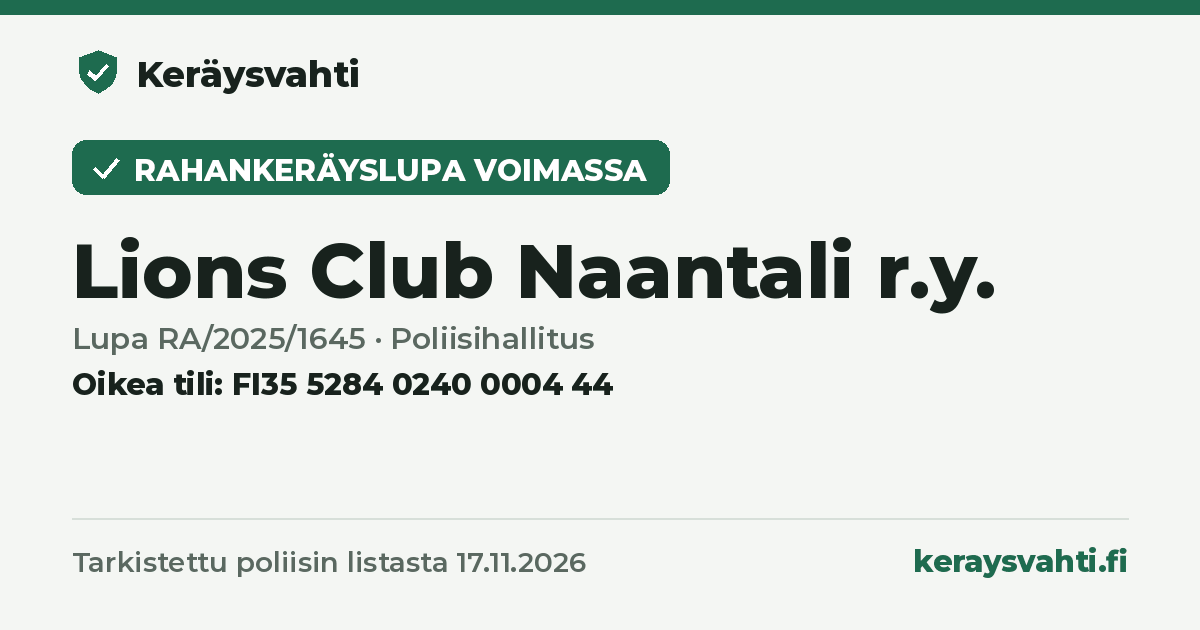 Keräysvahti
RAHANKERÄYSLUPA VOIMASSA
Lions Club Naantali r.y.
Lupa RA/2025/1645 · Poliisihallitus
Oikea tili: FI35 5284 0240 0004 44
Tarkistettu poliisin listasta 17.11.2026
keraysvahti.fi